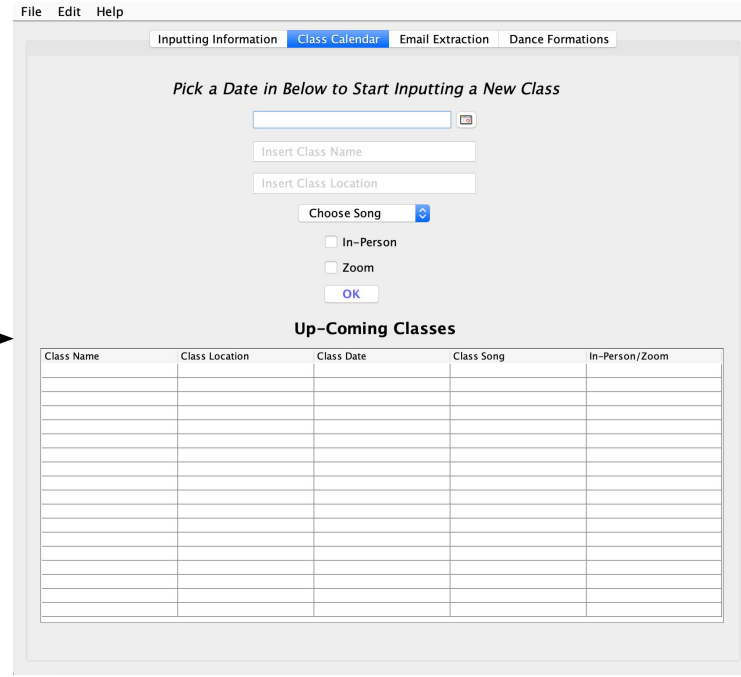 File Edit Help
Inputting Information Class Calendar Email Extraction Dance Formations
Pick a Date in Below to Start Inputting a New Class
Insert Class Name
Insert Class Location
Choose Song
In-Person
Zoom
OK
Up-Coming Classes
Class Name Class Location Class Date Class Song In-Person/Zoom